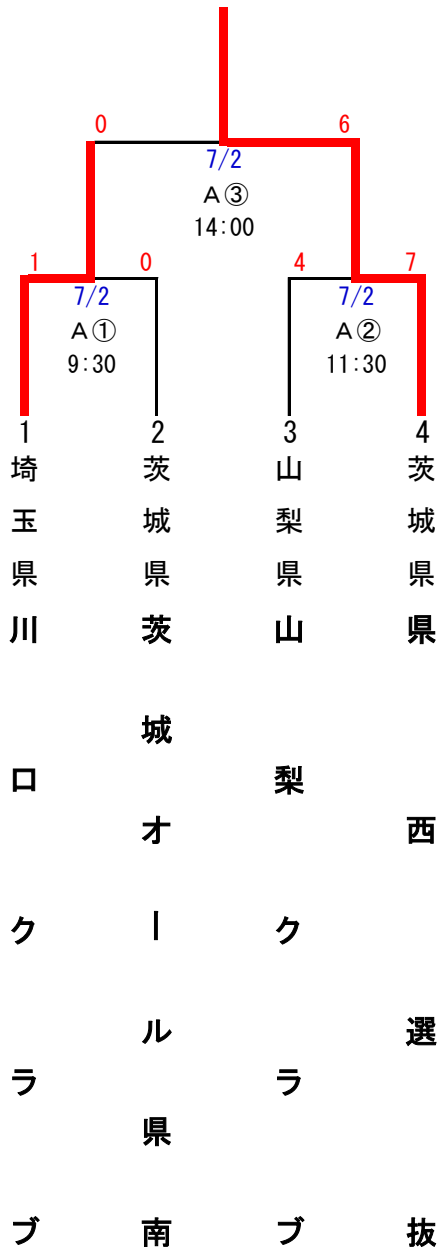 0 6
7/2
A③
14:00
1 0 4 7
7/2 7/2
A① A②
9:30 11:30
1 2 3 4
埼玉県
川口クラブ
茨城県
茨城オール県南
山梨県
山梨クラブ
茨城県
県西選抜